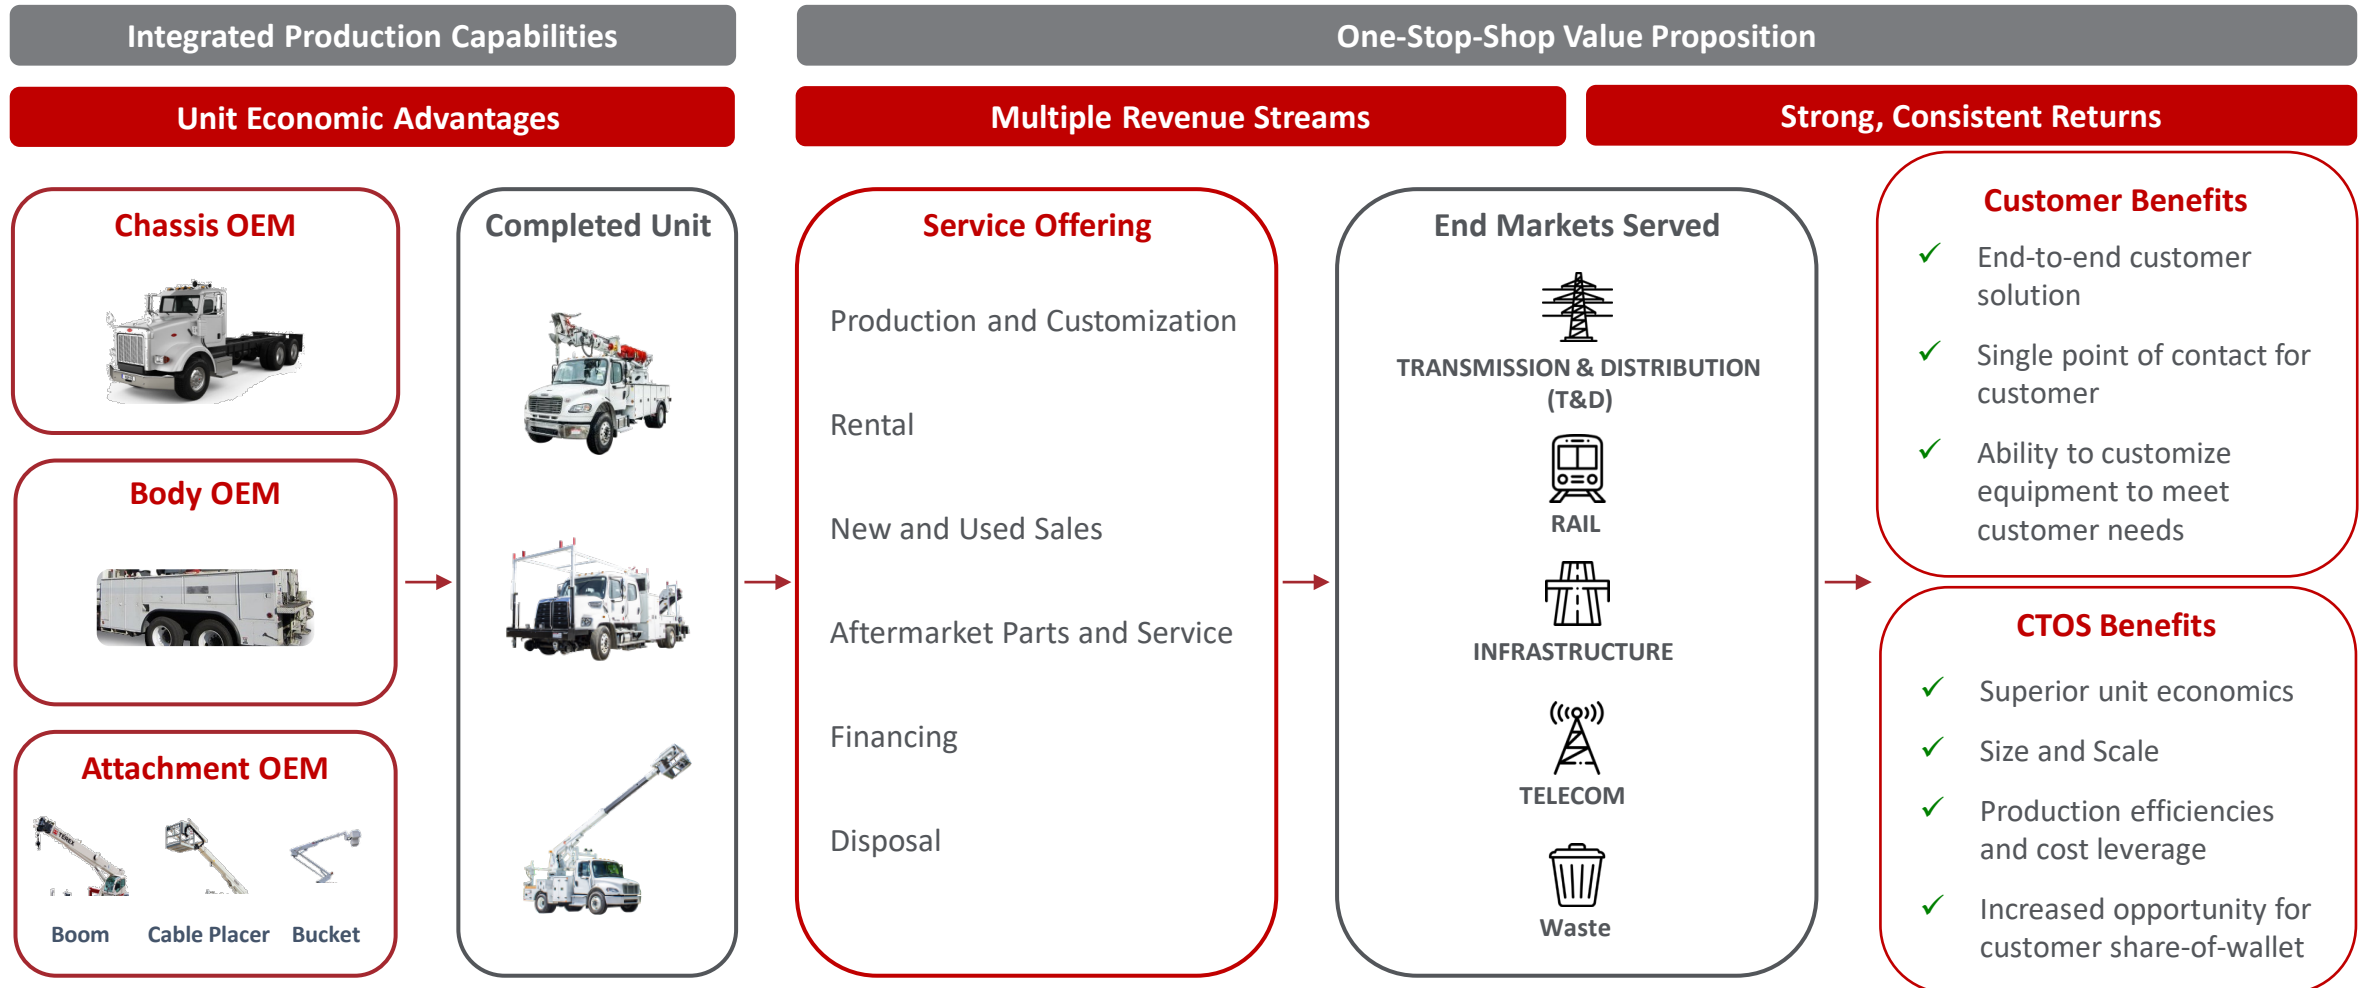 Integrated Production Capabilities
One-Stop-Shop Value Proposition
Unit Economic Advantages
Multiple Revenue Streams
Strong, Consistent Returns
Chassis OEM
Body OEM
Attachment OEM
TEREX
Boom
Cable Placer
Bucket
Completed Unit
Service Offering
Production and Customization
Rental
New and Used Sales
Aftermarket Parts and Service
Financing
Disposal
End Markets Served
TRANSMISSION & DISTRIBUTION
(T&D)
RAIL
INFRASTRUCTURE
TELECOM
Waste
Customer Benefits
✓ End-to-end customer
solution
✓ Single point of contact for
customer
✓ Ability to customize
equipment to meet
customer needs
CTOS Benefits
✓ Superior unit economics
✓ Size and Scale
✓ Production efficiencies
and cost leverage
✓ Increased opportunity for
customer share-of-wallet